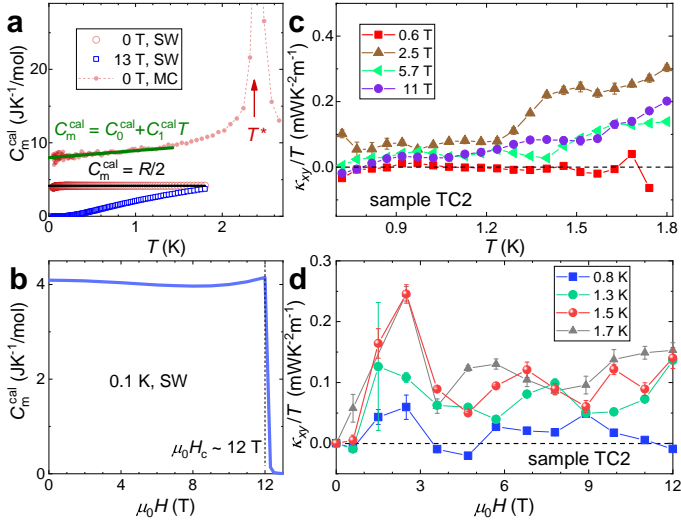 a
20
10
0
C_m^cal (JK⁻¹/mol)
0 T, SW
13 T, SW
0 T, MC
C_m^cal = C_0^cal+C_1^cal T
T*
C_m^cal = R/2
0
1
2
T (K)
b
4
2
0
C_m^cal (JK⁻¹/mol)
0.1 K, SW
μ₀H_c ~ 12 T
0
4
8
12
μ₀H (T)
c
0.4
0.2
0.0
κ_xy/T (mWK⁻²m⁻¹)
0.6 T
2.5 T
5.7 T
11 T
sample TC2
0.9
1.2
1.5
1.8
T (K)
d
0.3
0.2
0.1
0.0
κ_xy/T (mWK⁻²m⁻¹)
0.8 K
1.3 K
1.5 K
1.7 K
sample TC2
0
3
6
9
12
μ₀H (T)